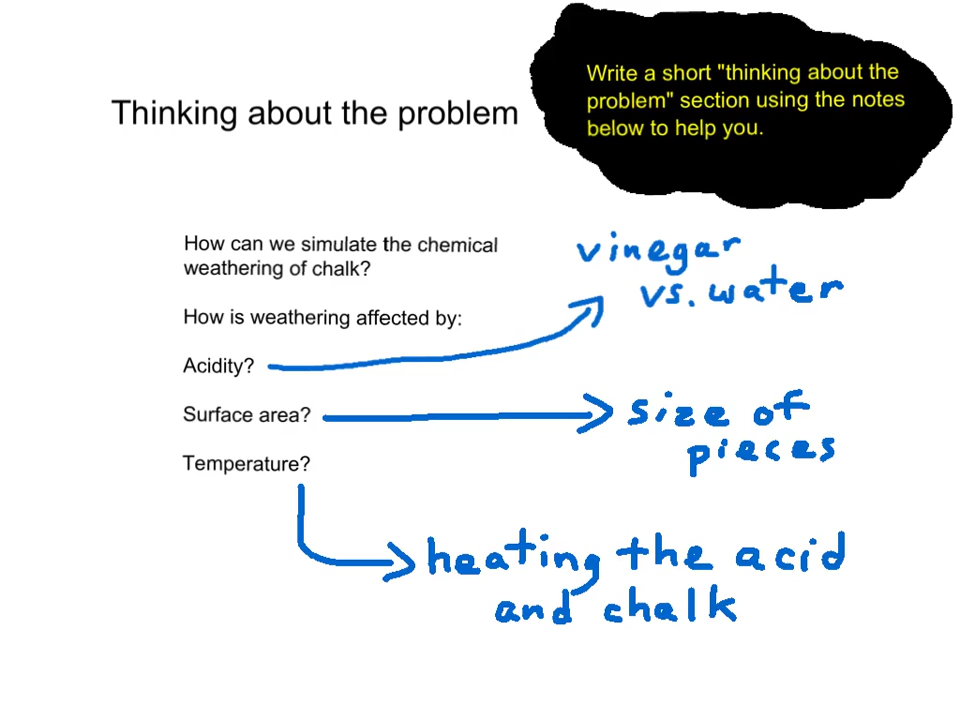 Write a short "thinking about the
problem" section using the notes
below to help you.
Thinking about the problem
How can we simulate the chemical
weathering of chalk?
vinegar
vs. water
How is weathering affected by:
Acidity?
Surface area?
size of
pieces
Temperature?
heating the acid
and chalk